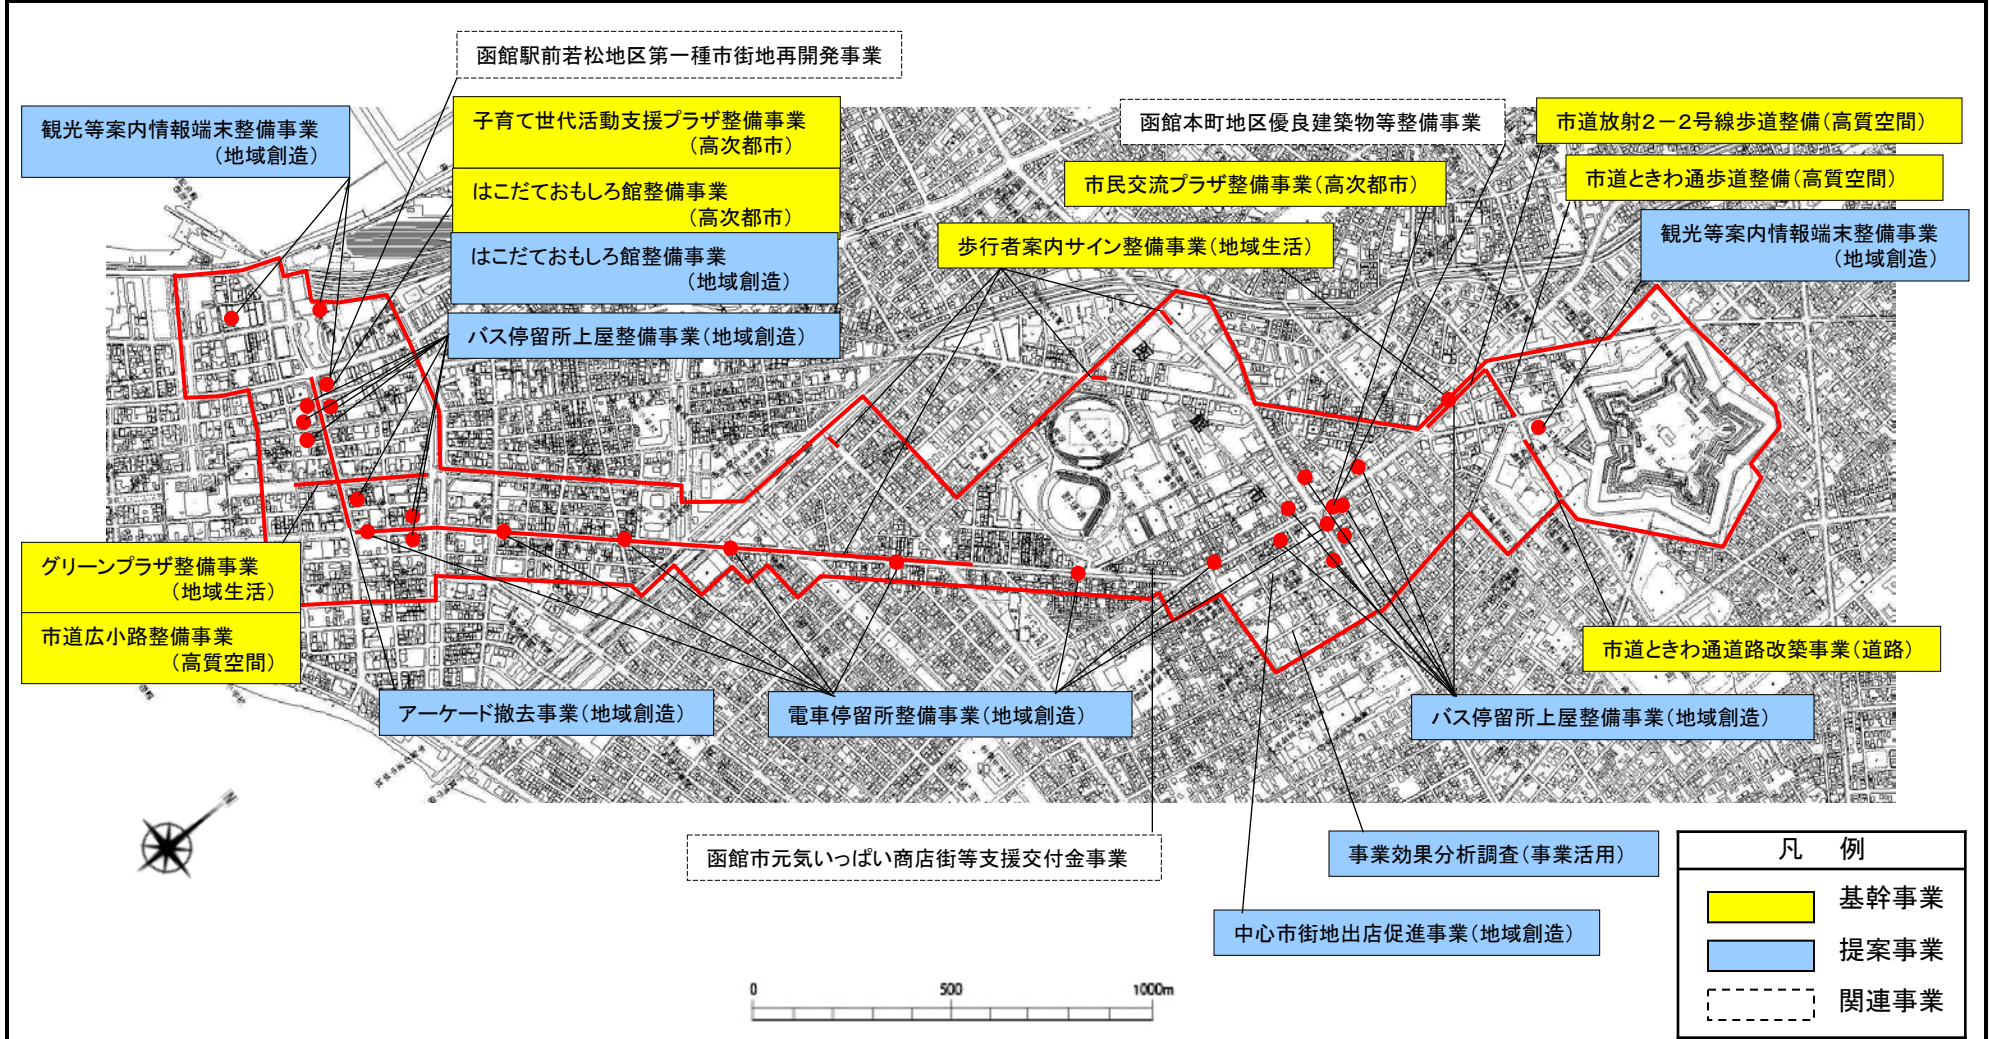 函館駅前若松地区第一種市街地再開発事業
観光等案内情報端末整備事業
（地域創造）
子育て世代活動支援プラザ整備事業
（高次都市）
はこだておもしろ館整備事業
（高次都市）
はこだておもしろ館整備事業
（地域創造）
バス停留所上屋整備事業（地域創造）
函館本町地区優良建築物等整備事業
市民交流プラザ整備事業（高次都市）
歩行者案内サイン整備事業（地域生活）
市道放射２－２号線歩道整備（高質空間）
市道ときわ通歩道整備（高質空間）
観光等案内情報端末整備事業
（地域創造）
函
館
市
グリーンプラザ整備事業
（地域生活）
市道広小路整備事業
（高質空間）
アーケード撤去事業（地域創造）
電車停留所整備事業（地域創造）
バス停留所上屋整備事業（地域創造）
市道ときわ通道路改築事業（道路）
函館市元気いっぱい商店街等支援交付金事業
事業効果分析調査（事業活用）
中心市街地出店促進事業（地域創造）
N
0 500 1000m
凡 例
基幹事業
提案事業
関連事業